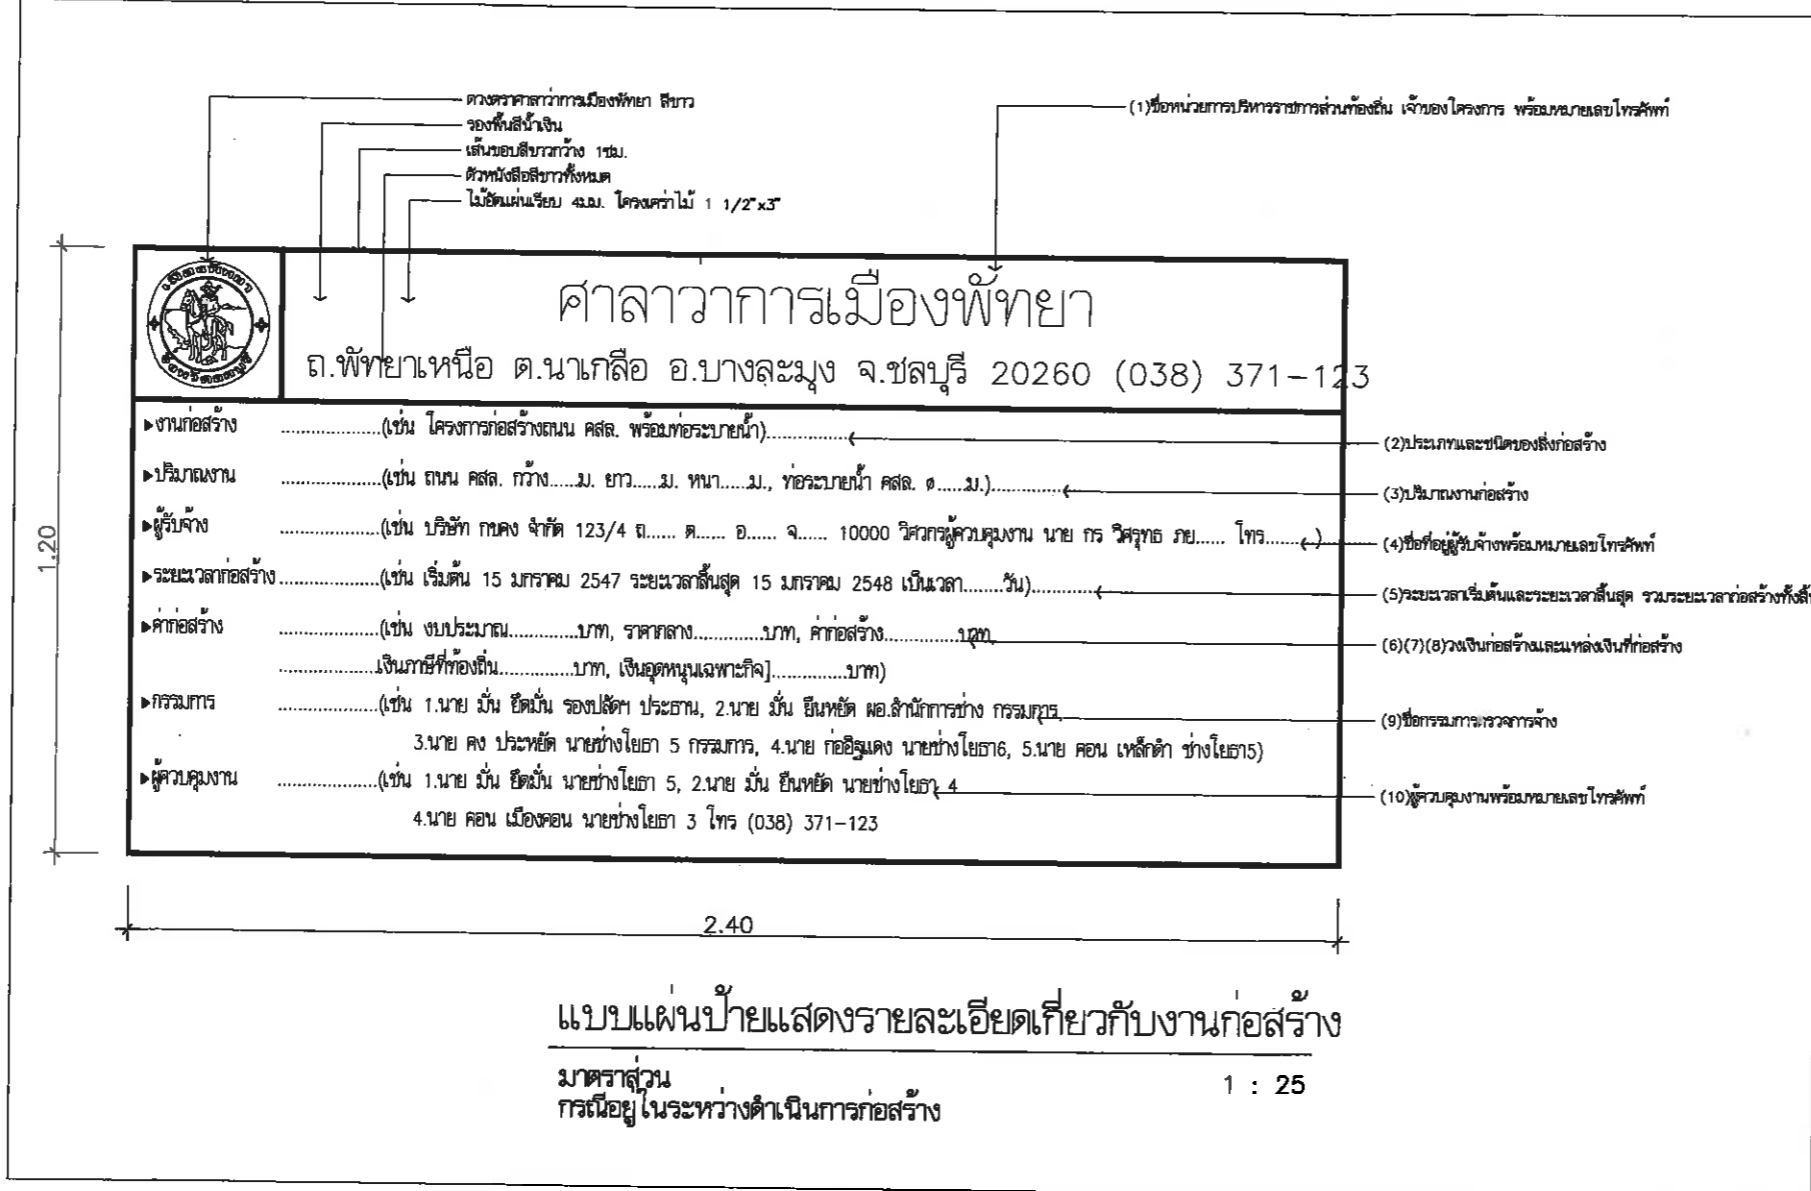 ดวงตราศาลาว่าการเมืองพัทยา สีขาว
รองพื้นสีน้ำเงิน
เส้นขอบสีขาวกว้าง 1ซม.
ตัวหนังสือสีขาวทั้งหมด
ไม้อัดแผ่นเรียบ 4มม. โครงเคร่าไม้ 1 1/2"x3"
(1)ชื่อหน่วยการบริหารราชการส่วนท้องถิ่น เจ้าของโครงการ พร้อมหมายเลขโทรศัพท์
ศาลาว่าการเมืองพัทยา
ถ.พัทยาเหนือ ต.นาเกลือ อ.บางละมุง จ.ชลบุรี 20260 (038) 371-123
▶งานก่อสร้าง ..................(เช่น โครงการก่อสร้างถนน คสล. พร้อมท่อระบายน้ำ)..............
(2)ประเภทและชนิดของสิ่งก่อสร้าง
▶ปริมาณงาน ..................(เช่น ถนน คสล. กว้าง......ม. ยาว......ม. หนา......ม., ท่อระบายน้ำ คสล. ø......ม.).............
(3)ปริมาณงานก่อสร้าง
▶ผู้รับจ้าง ..................(เช่น บริษัท กขคง จำกัด 123/4 ถ...... ต...... อ...... จ...... 10000 วิศวกรผู้ควบคุมงาน นาย กร วิศรุทธ ภย...... โทร.......)
(4)ชื่อที่อยู่ผู้รับจ้างพร้อมหมายเลขโทรศัพท์
▶ระยะเวลาก่อสร้าง..................(เช่น เริ่มต้น 15 มกราคม 2547 ระยะเวลาสิ้นสุด 15 มกราคม 2548 เป็นเวลา.......วัน)............
(5)ระยะเวลาเริ่มต้นและระยะเวลาสิ้นสุด รวมระยะเวลาก่อสร้างทั้งสิ้
▶ค่าก่อสร้าง ..................(เช่น งบประมาณ............บาท, ราคากลาง............บาท, ค่าก่อสร้าง.............บาท,
(6)(7)(8)วงเงินก่อสร้างและแหล่งเงินที่ก่อสร้าง
..................เงินภาษีที่ท้องถิ่น.............บาท, เงินอุดหนุนเฉพาะกิจ].............บาท)
▶กรรมการ ..................(เช่น 1.นาย มั่น ยึดมั่น รองปลัดฯ ประธาน, 2.นาย มั่น ยืนหยัด ผอ.สำนักการช่าง กรรมการ,
(9)ชื่อกรรมการตรวจการจ้าง
3.นาย คง ประหยัด นายช่างโยธา 5 กรรมการ, 4.นาย ก่ออิฐแดง นายช่างโยธา6, 5.นาย คอน เหล็กดำ ช่างโยธา5)
▶ผู้ควบคุมงาน ..................(เช่น 1.นาย มั่น ยึดมั่น นายช่างโยธา 5, 2.นาย มั่น ยืนหยัด นายช่างโยธา 4
(10)ผู้ควบคุมงานพร้อมหมายเลขโทรศัพท์
4.นาย คอน เมืองคอน นายช่างโยธา 3 โทร (038) 371-123
1.20
2.40
แบบแผ่นป้ายแสดงรายละเอียดเกี่ยวกับงานก่อสร้าง
มาตราส่วน 1 : 25
กรณีอยู่ในระหว่างดำเนินการก่อสร้าง